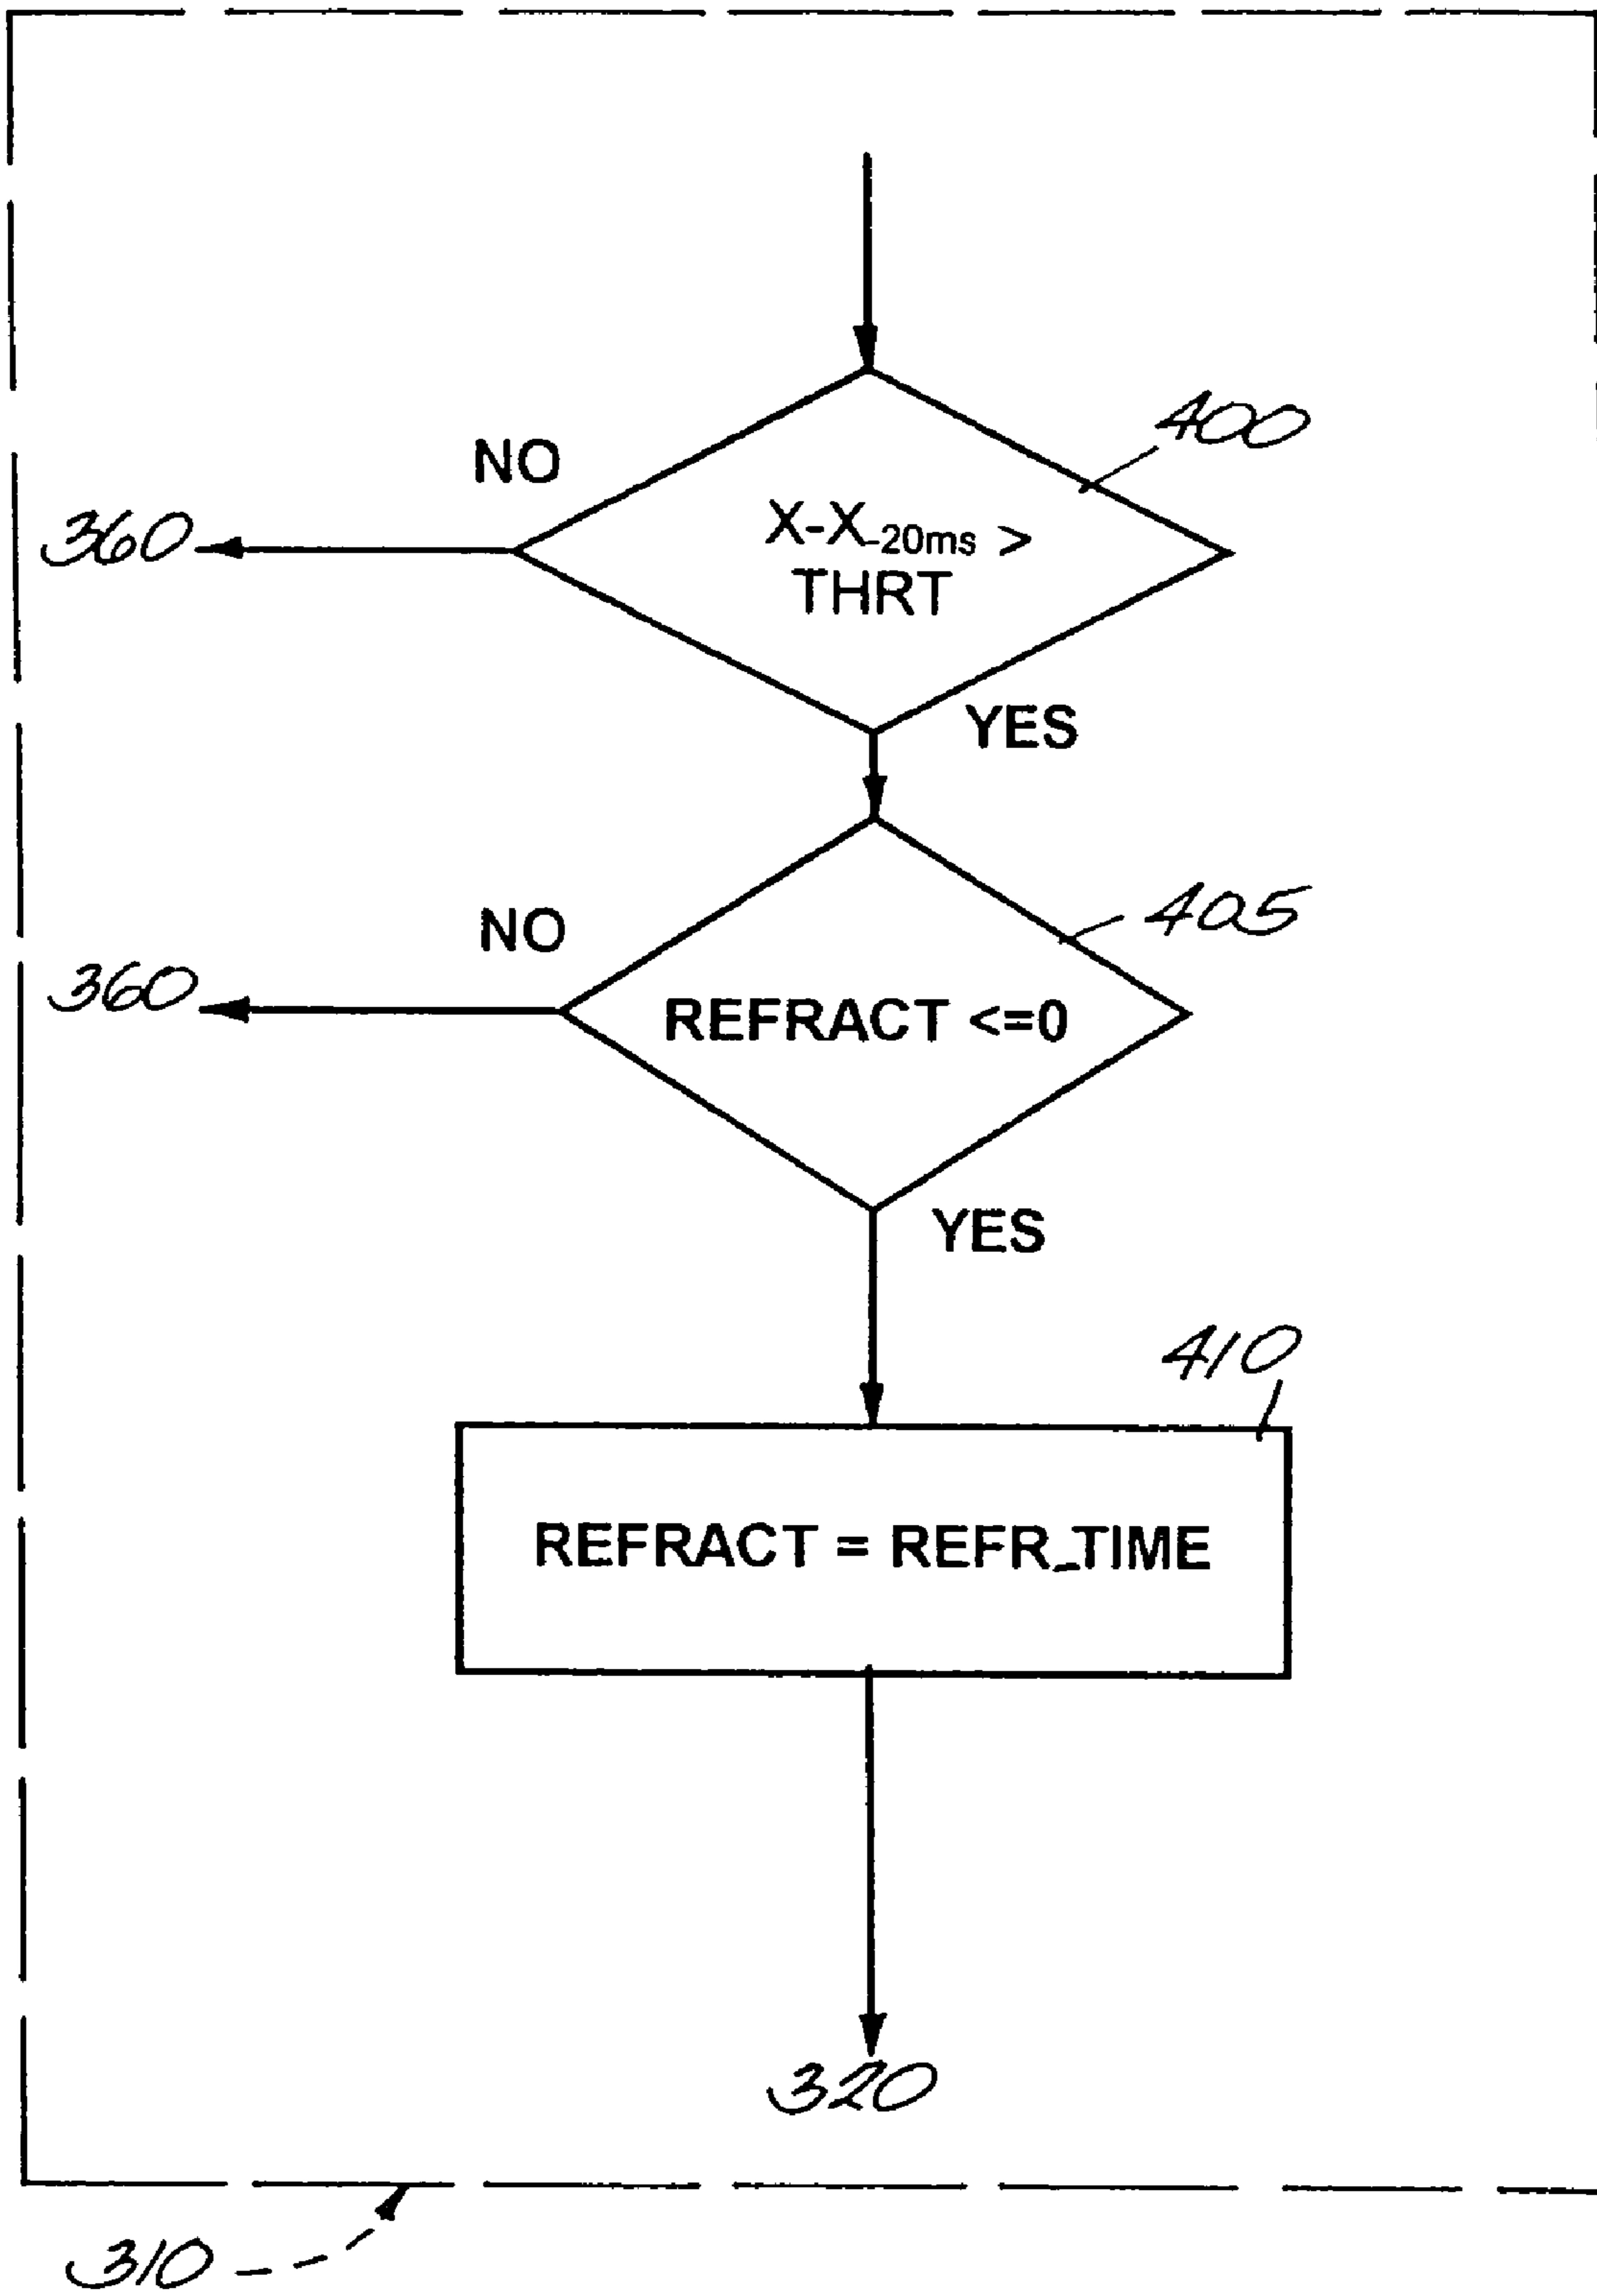 400
NO
X-X-20ms >
THRT
360
YES
405
NO
360
REFRACT <=0
YES
410
REFRACT = REFR_TIME
320
310